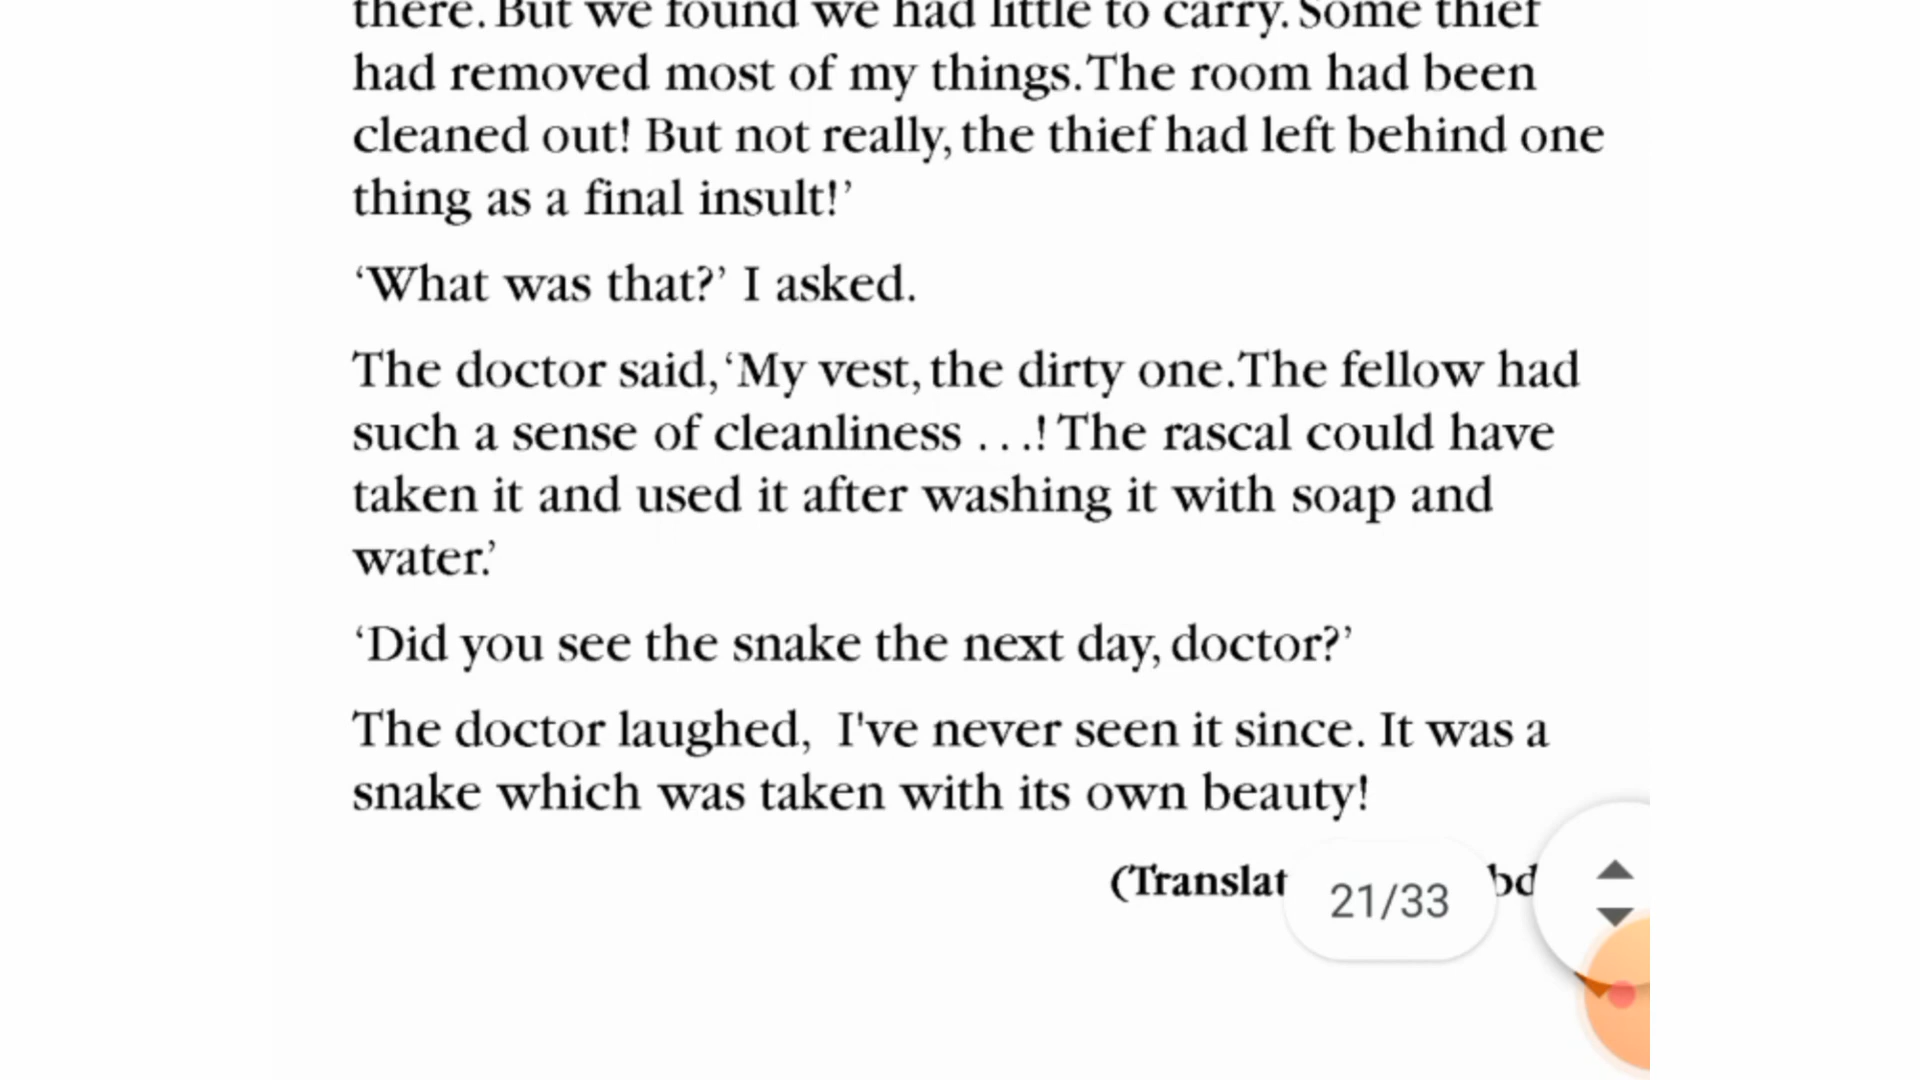 there. But we found we had little to carry. Some thief
had removed most of my things. The room had been
cleaned out! But not really, the thief had left behind one
thing as a final insult!’
‘What was that?’ I asked.
The doctor said, ‘My vest, the dirty one. The fellow had
such a sense of cleanliness . . .! The rascal could have
taken it and used it after washing it with soap and
water.’
‘Did you see the snake the next day, doctor?’
The doctor laughed, I've never seen it since. It was a
snake which was taken with its own beauty!
21/33